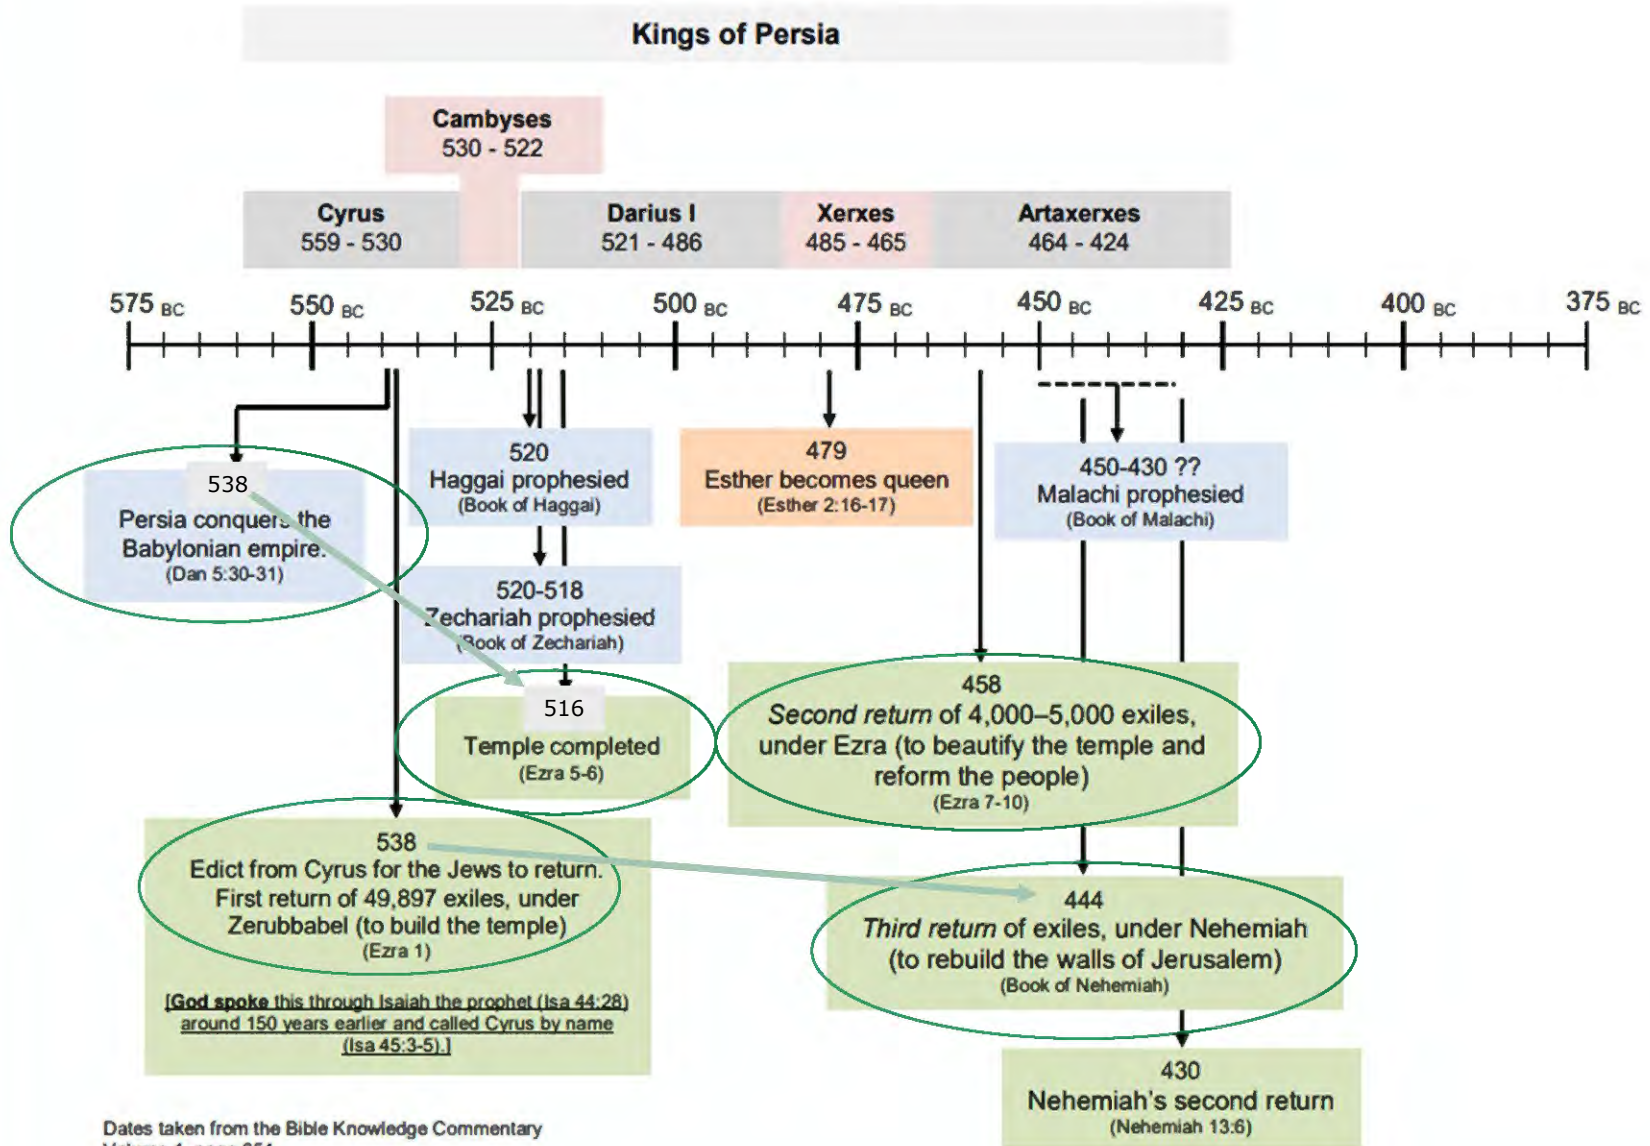 Kings of Persia
Cambyses
530 - 522
Cyrus
559 - 530
Darius I
521 - 486
Xerxes
485 - 465
Artaxerxes
464 - 424
575 BC
550 BC
525 BC
500 BC
475 BC
450 BC
425 BC
400 BC
375 BC
538
Persia conquers the
Babylonian empire.
(Dan 5:30-31)
520
Haggai prophesied
(Book of Haggai)
479
Esther becomes queen
(Esther 2:16-17)
450-430 ??
Malachi prophesied
(Book of Malachi)
520-518
Zechariah prophesied
(Book of Zechariah)
516
Temple completed
(Ezra 5-6)
458
Second return of 4,000–5,000 exiles,
under Ezra (to beautify the temple and
reform the people)
(Ezra 7-10)
538
Edict from Cyrus for the Jews to return.
First return of 49,897 exiles, under
Zerubbabel (to build the temple)
(Ezra 1)
[God spoke this through Isaiah the prophet (Isa 44:28)
around 150 years earlier and called Cyrus by name
(Isa 45:3-5).]
444
Third return of exiles, under Nehemiah
(to rebuild the walls of Jerusalem)
(Book of Nehemiah)
430
Nehemiah's second return
(Nehemiah 13:6)
Dates taken from the Bible Knowledge Commentary